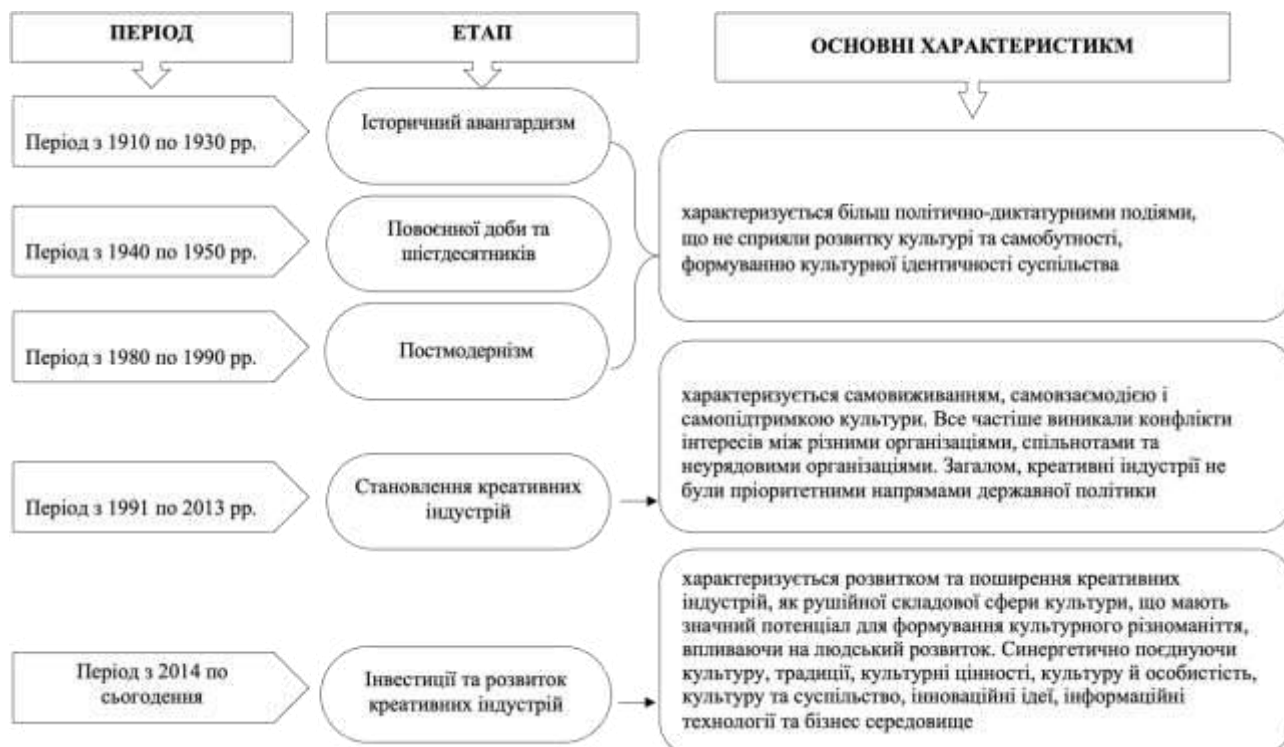 ПЕРІОД
ЕТАП
ОСНОВНІ ХАРАКТЕРИСТИКМ
Період з 1910 по 1930 рр.
Історичний авангардизм
Період з 1940 по 1950 рр.
Повоєнної доби та
шістдесятників
Період з 1980 по 1990 рр.
Постмодернізм
характеризується більш політично-диктатурними подіями,
що не сприяли розвитку культурі та самобутності,
формуванню культурної ідентичності суспільства
Період з 1991 по 2013 рр.
Становлення креативних
індустрій
характеризується самовиживанням, самовзаємодією і
самопідтримкою культури. Все частіше виникали конфлікти
інтересів між різними організаціями, спільнотами та
неурядовими організаціями. Загалом, креативні індустрії не
були пріоритетними напрямами державної політики
Період з 2014 по
сьогодення
Інвестиції та розвиток
креативних індустрій
характеризується розвитком та поширення креативних
індустрій, як рушійної складової сфери культури, що мають
значний потенціал для формування культурного різноманіття,
впливаючи на людський розвиток. Синергетично поєднуючи
культуру, традиції, культурні цінності, культуру й особистість,
культуру та суспільство, інноваційні ідеї, інформаційні
технології та бізнес середовище